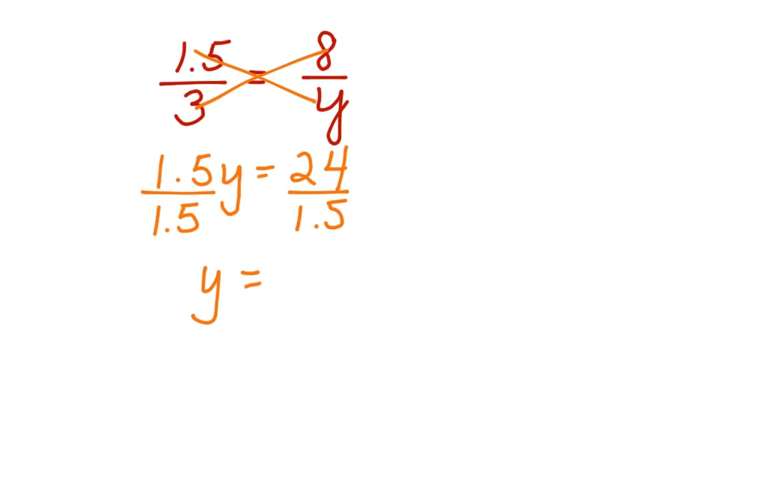 1.5/3 = 8/y
1.5y/1.5 = 24/1.5
y =